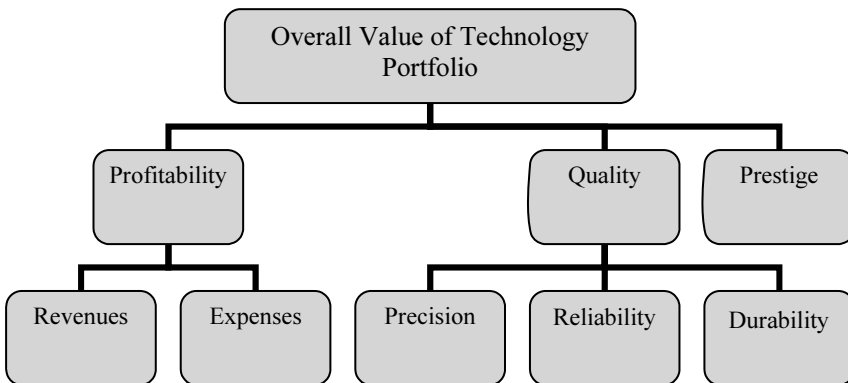 Overall Value of Technology
Portfolio
Profitability
Quality
Prestige
Revenues
Expenses
Precision
Reliability
Durability